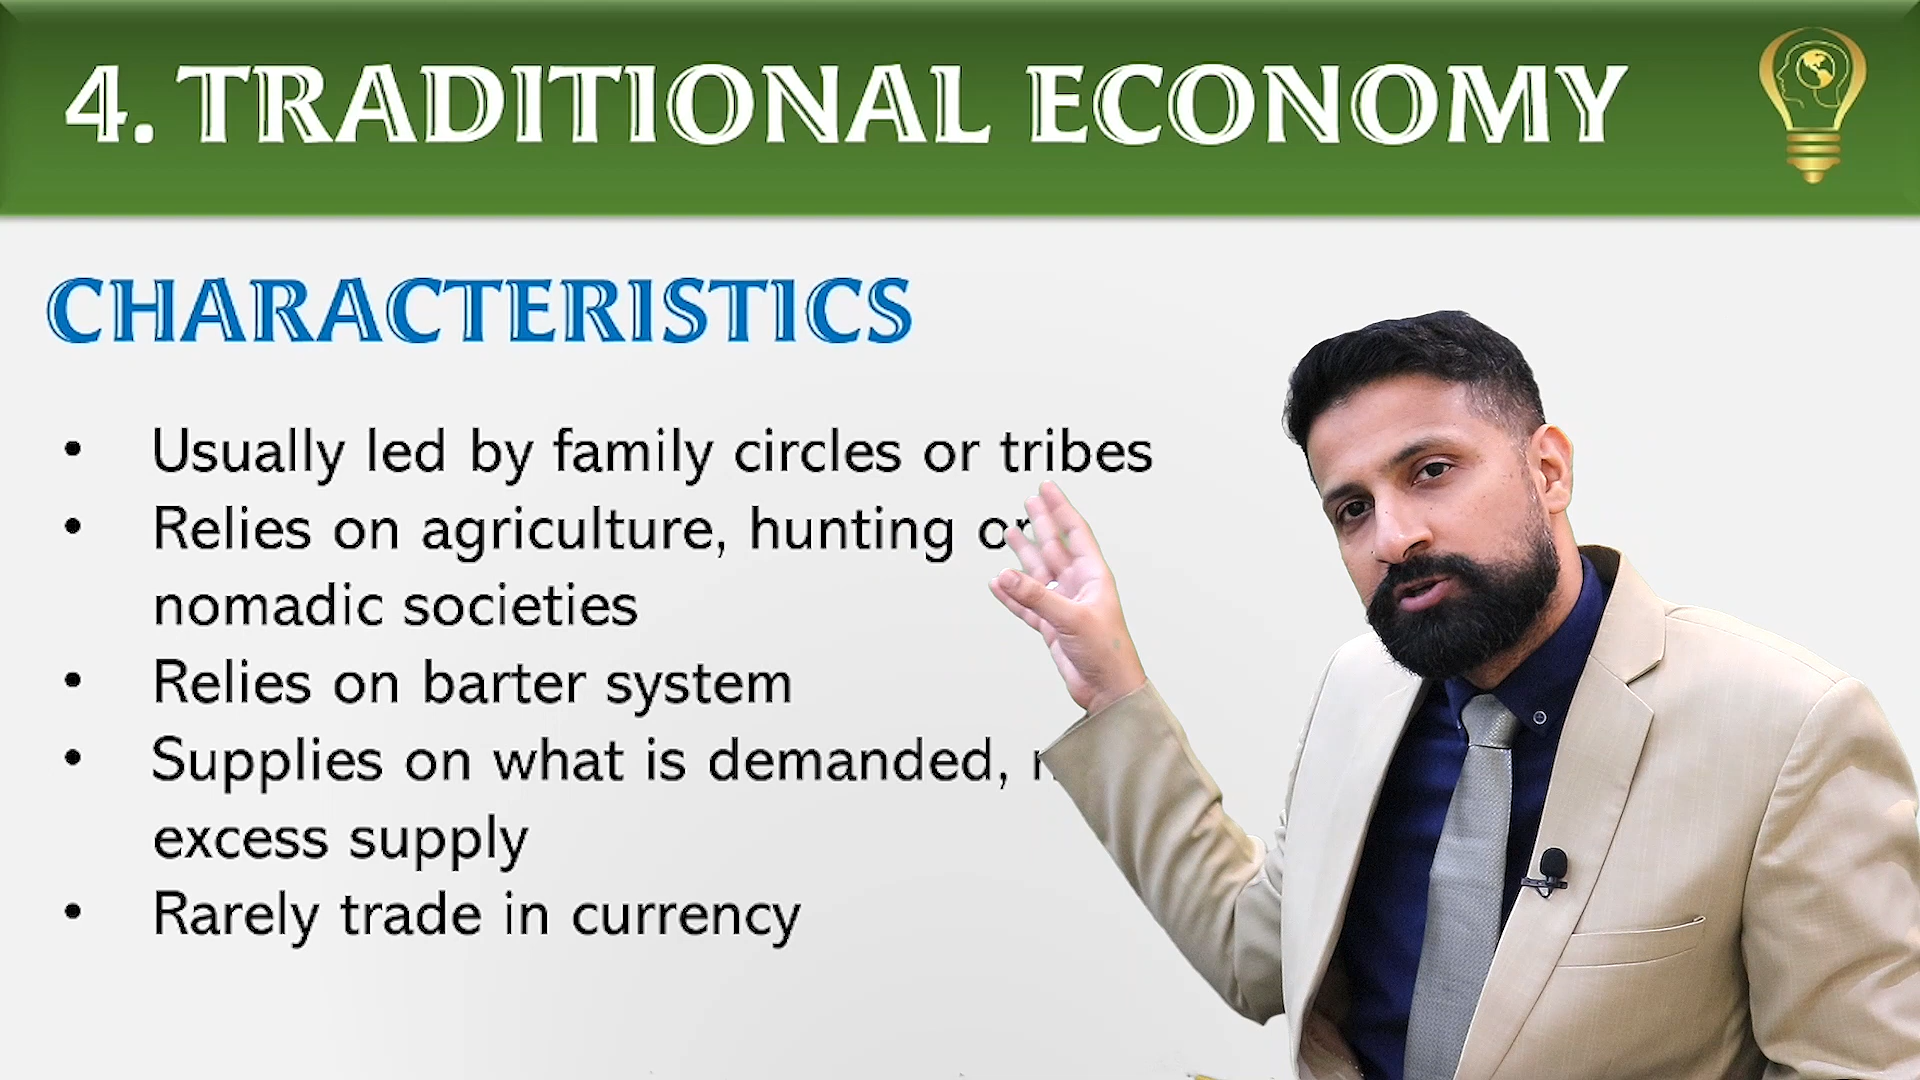 4. TRADITIONAL ECONOMY
CHARACTERISTICS
• Usually led by family circles or tribes
• Relies on agriculture, hunting or
nomadic societies
• Relies on barter system
• Supplies on what is demanded,
excess supply
• Rarely trade in currency